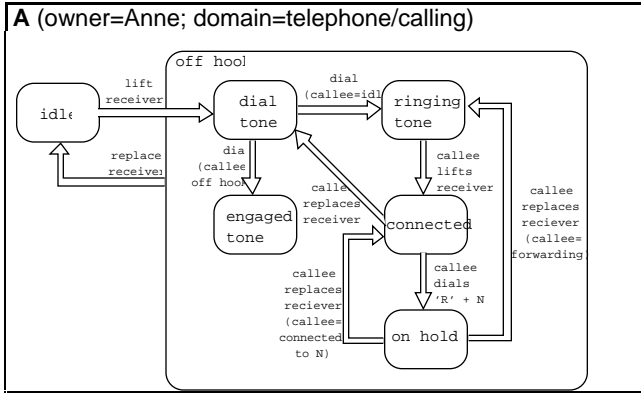 A (owner=Anne; domain=telephone/calling)
off hool
lift
receiver
idle
dial
tone
dial
(callee=idl
ringing
tone
replace
receiver
dia
(callee
off hook
callee
lifts
receiver
engaged
tone
calle
replaces
receiver
connected
callee
replaces
reciever
(callee=
forwarding)
callee
replaces
reciever
(callee=
connected
to N)
callee
dials
'R' + N
on hold